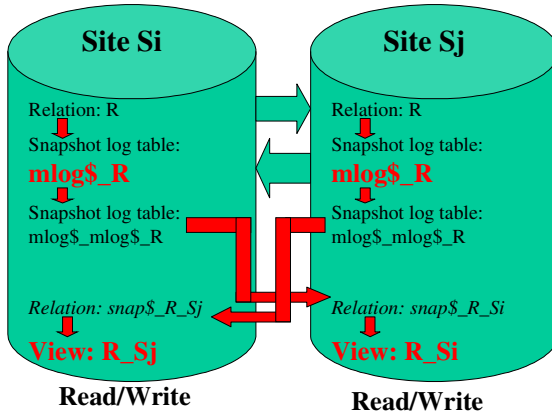 Site Si
Relation: R
Snapshot log table:
mlog$_R
Snapshot log table:
mlog$_mlog$_R
Relation: snap$_R_Sj
View: R_Sj
Read/Write
Site Sj
Relation: R
Snapshot log table:
mlog$_R
Snapshot log table:
mlog$_mlog$_R
Relation: snap$_R_Si
View: R_Si
Read/Write